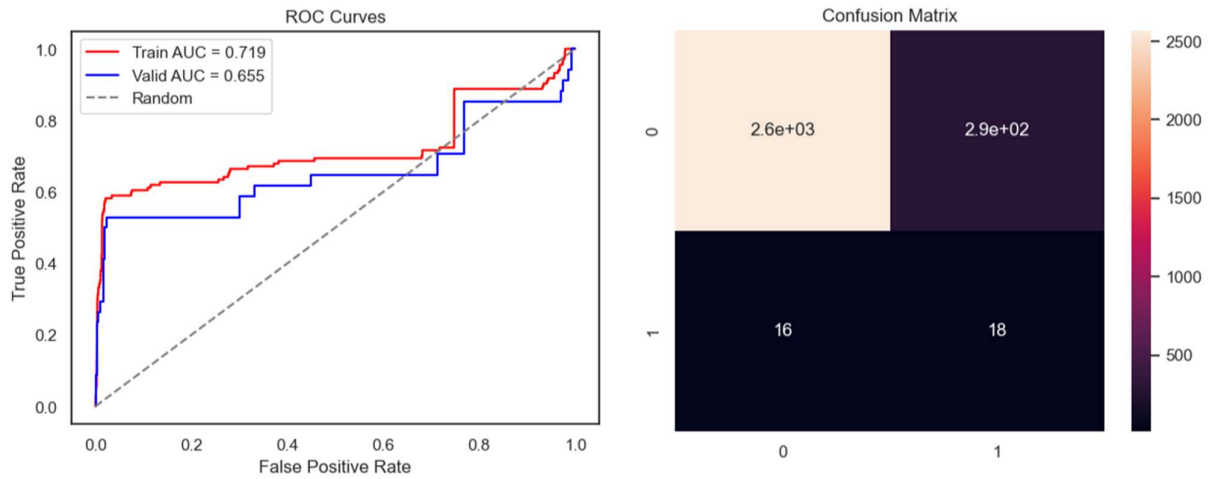 ROC Curves
Train AUC = 0.719
Valid AUC = 0.655
Random
True Positive Rate
1.0
0.8
0.6
0.4
0.2
0.0
0.0 0.2 0.4 0.6 0.8 1.0
False Positive Rate
Confusion Matrix
0
2.6e+03 2.9e+02
1
16 18
0 1
2500
2000
1500
1000
500